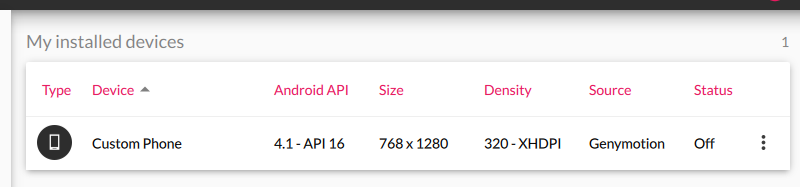 My installed devices 1
Type Device Android API Size Density Source Status
Custom Phone 4.1 - API 16 768 x 1280 320 - XHDPI Genymotion Off